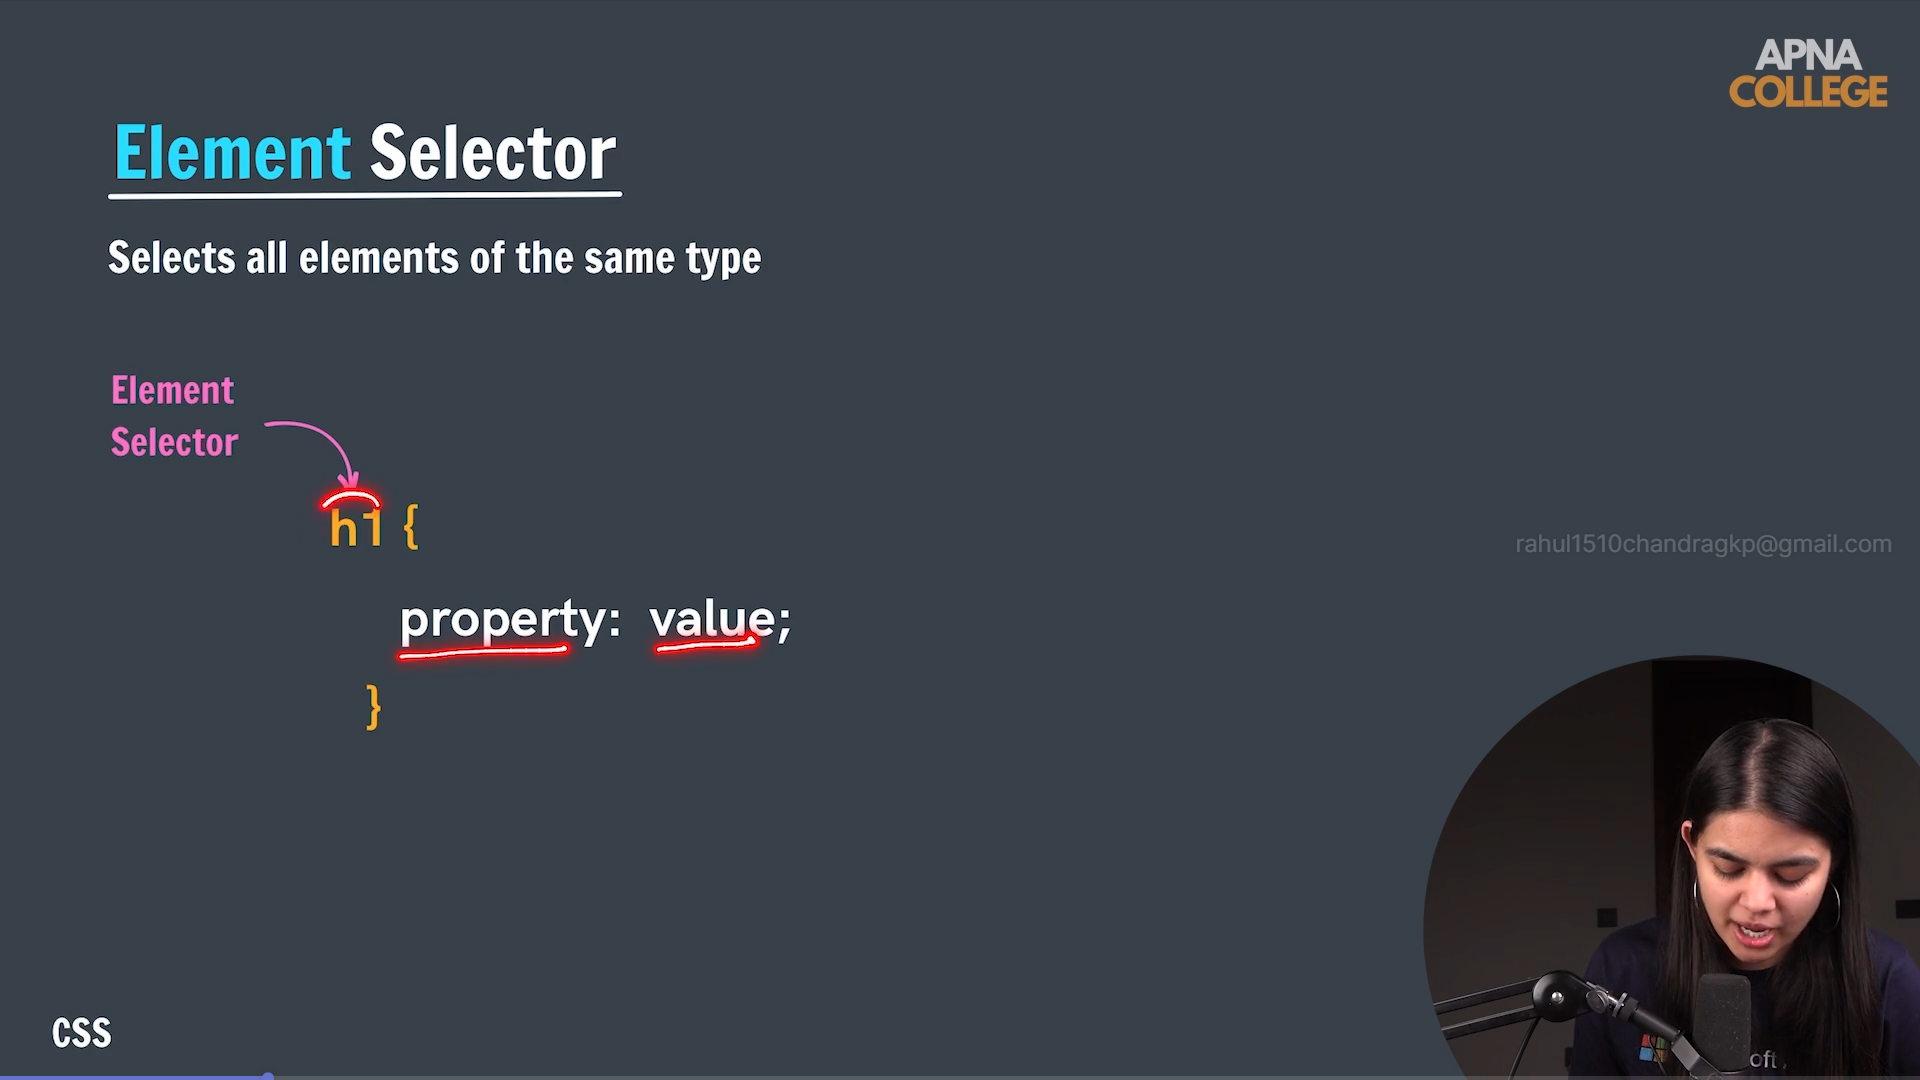 APNA
COLLEGE
Element Selector
Selects all elements of the same type
Element
Selector
h1 {
property: value;
}
rahul1510chandragkp@gmail.com
CSS
oft